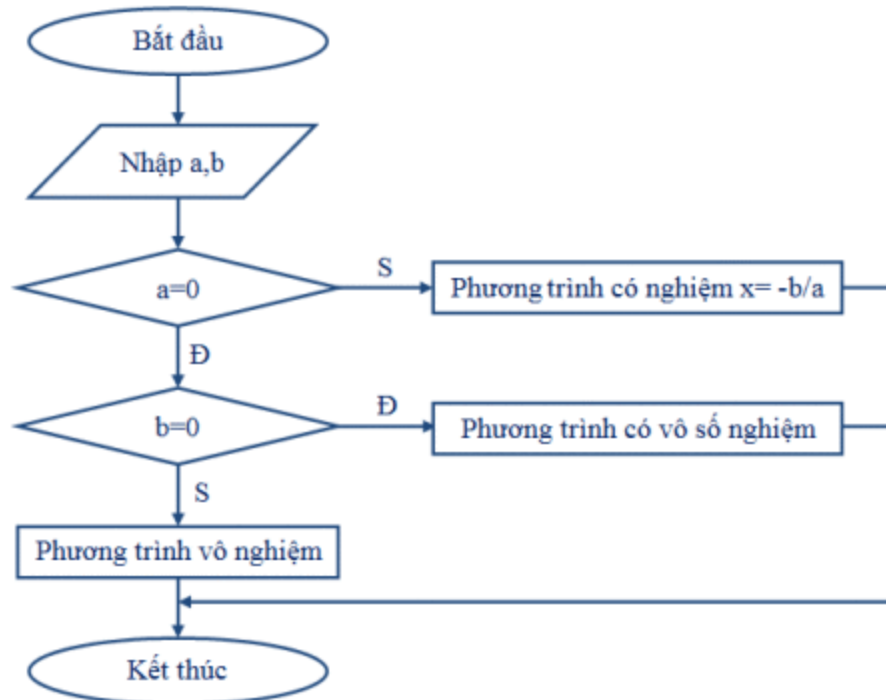 Bắt đầu
Nhập a,b
a=0
S
Phương trình có nghiệm x= -b/a
Đ
b=0
Đ
Phương trình có vô số nghiệm
S
Phương trình vô nghiệm
Kết thúc